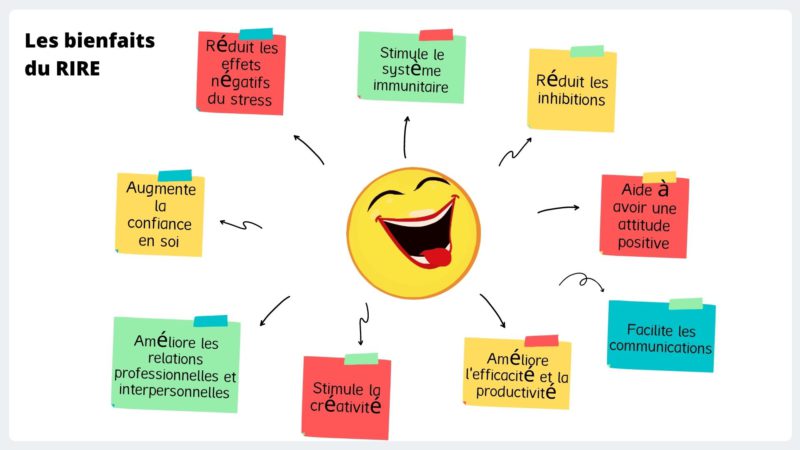 Les bienfaits
du RIRE
Réduit les
effets
négatifs
du stress
Stimule le
système
immunitaire
Réduit les
inhibitions
Augmente
la
confiance
en soi
Aide à
avoir une
attitude
positive
Améliore les
relations
professionnelles et
interpersonnelles
Stimule la
créativité
Améliore
l'efficacité et la
productivité
Facilite les
communications